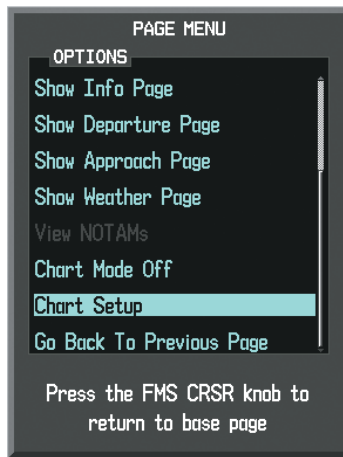 PAGE MENU
OPTIONS
Show Info Page
Show Departure Page
Show Approach Page
Show Weather Page
View NOTAMs
Chart Mode Off
Chart Setup
Go Back To Previous Page
Press the FMS CRSR knob to
return to base page